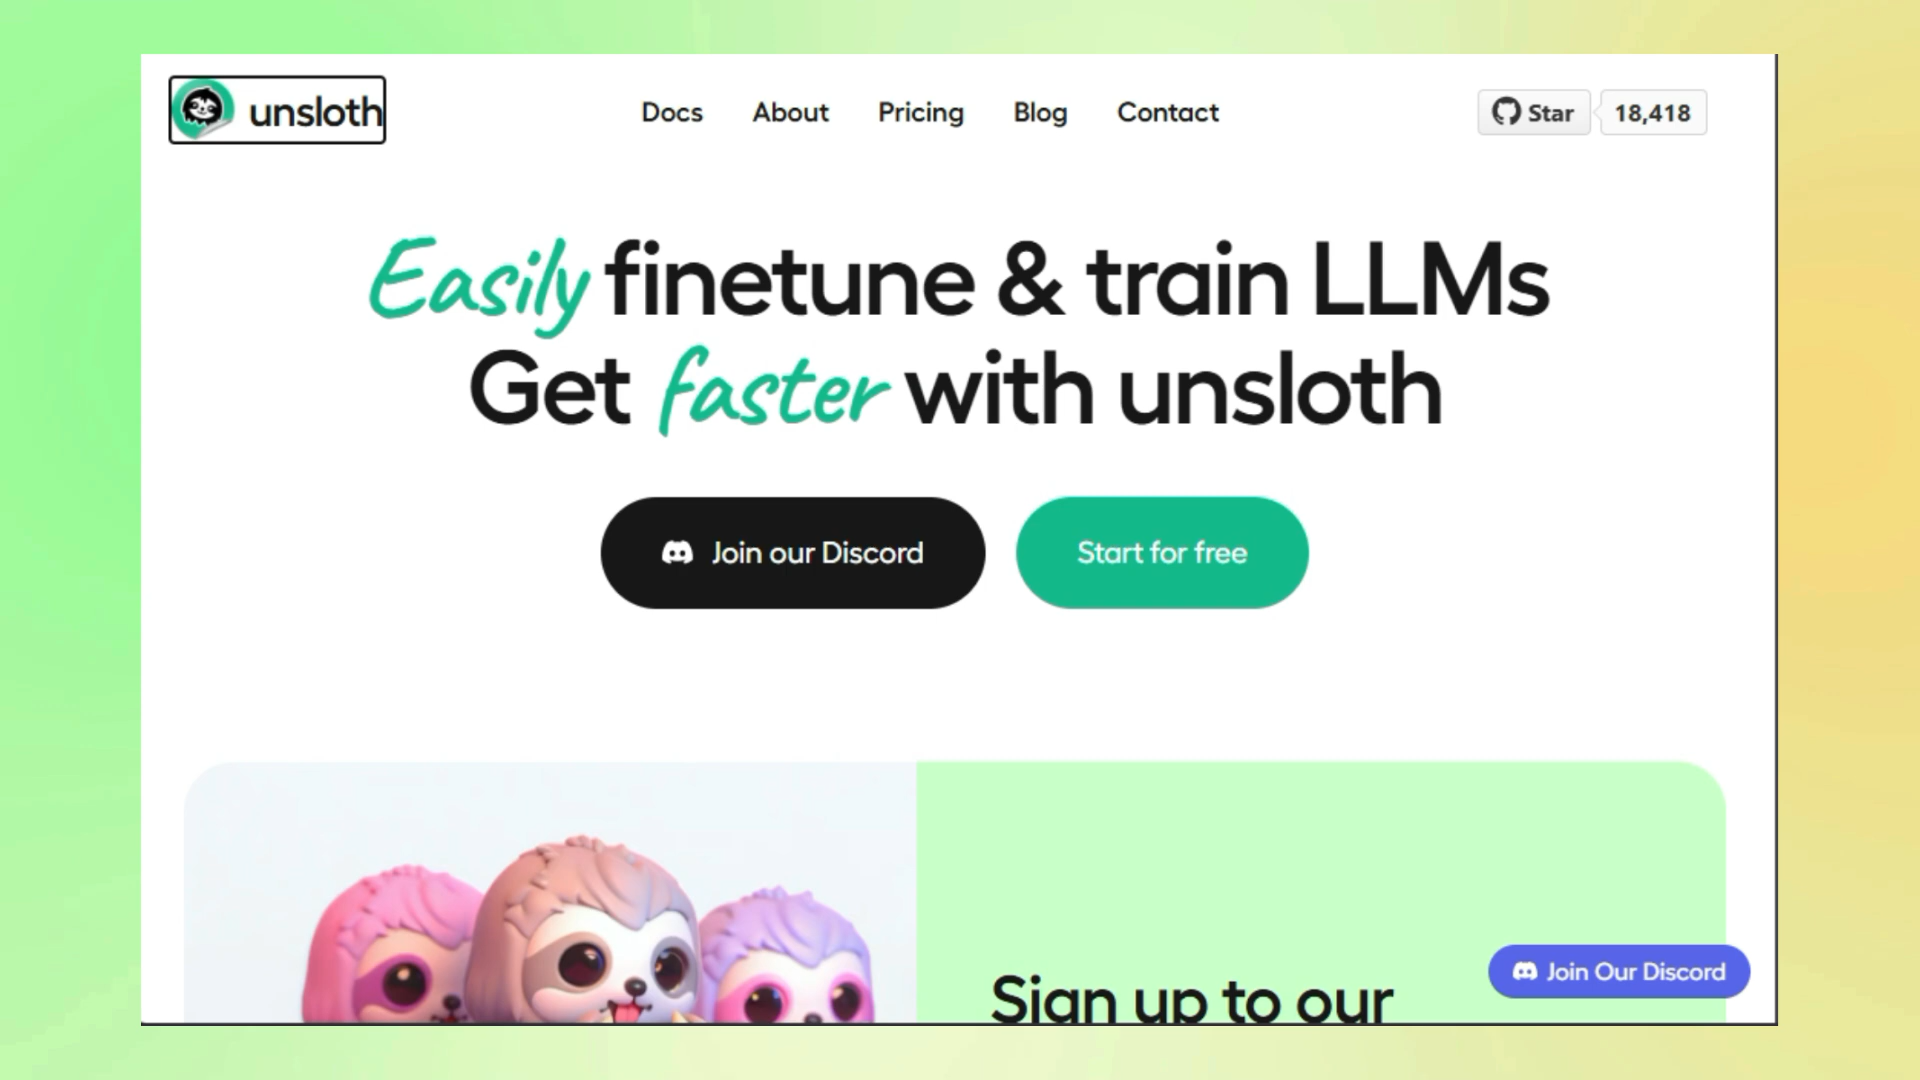 unsloth
Docs About Pricing Blog Contact
Star 18,418
Easily finetune & train LLMs
Get faster with unsloth
Join our Discord
Start for free
Sign up to our
Join Our Discord